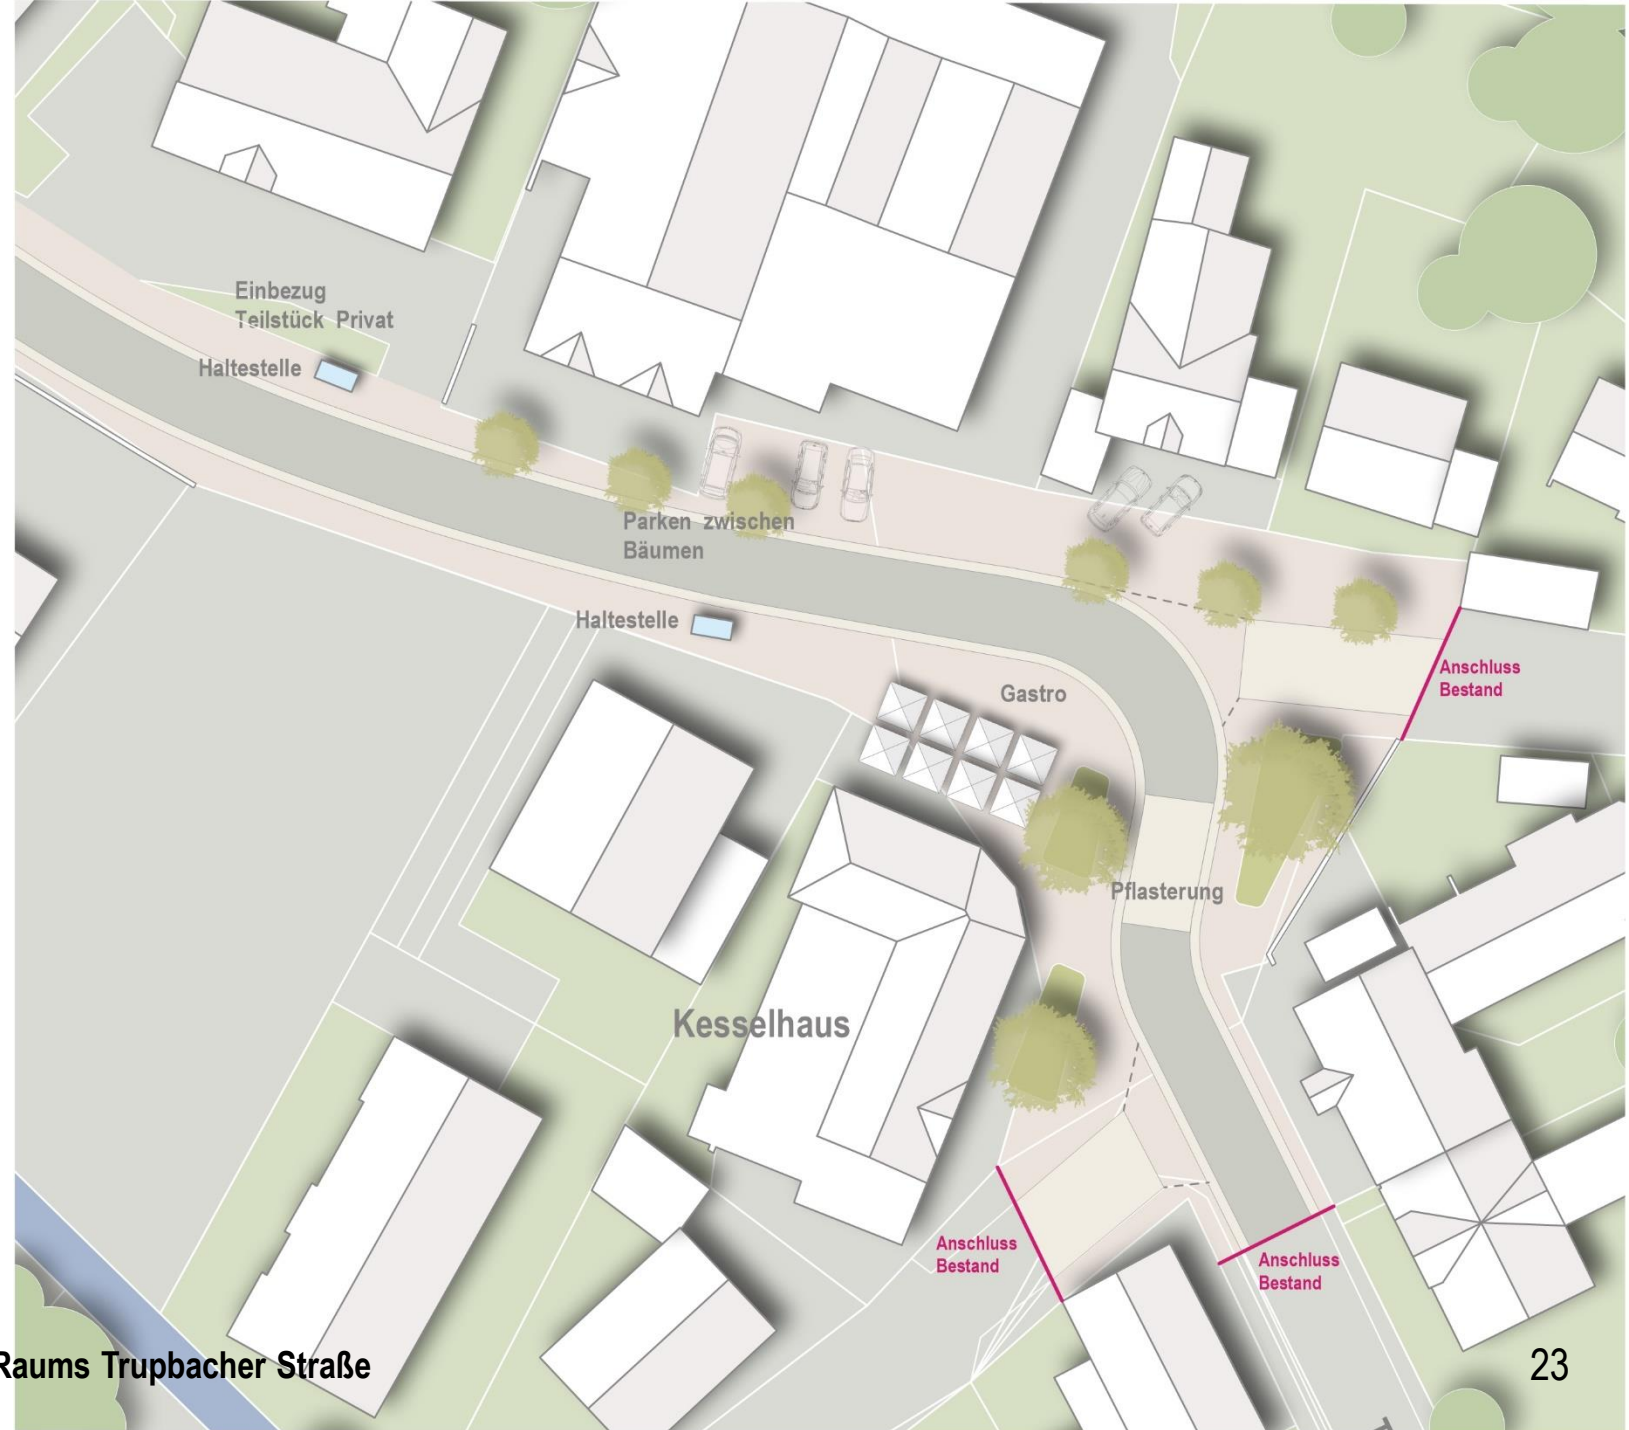 Einbezug
Teilstück Privat
Haltestelle
Parken zwischen
Bäumen
Haltestelle
Gastro
Anschluss
Bestand
Pflasterung
Kesselhaus
Anschluss
Bestand
Anschluss
Bestand
Raums Trupbacher Straße
23